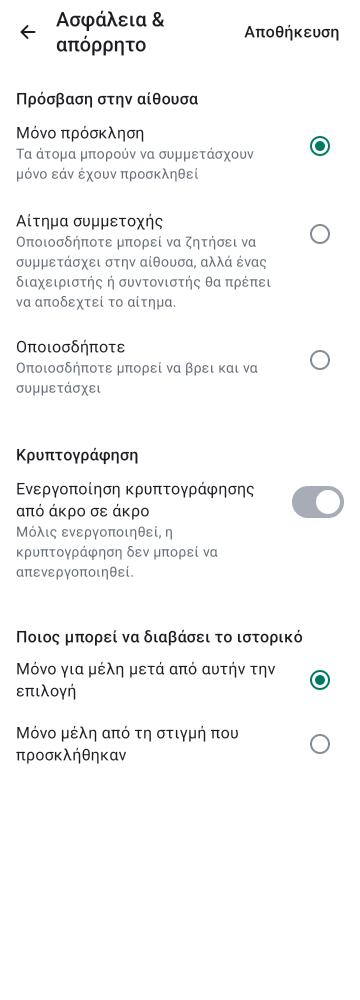 Ασφάλεια &
απόρρητο
Αποθήκευση
Πρόσβαση στην αίθουσα
Μόνο πρόσκληση
Τα άτομα μπορούν να συμμετάσχουν
μόνο εάν έχουν προσκληθεί
Αίτημα συμμετοχής
Οποιοσδήποτε μπορεί να ζητήσει να
συμμετάσχει στην αίθουσα, αλλά ένας
διαχειριστής ή συντονιστής θα πρέπει
να αποδεχτεί το αίτημα.
Οποιοσδήποτε
Οποιοσδήποτε μπορεί να βρει και να
συμμετάσχει
Κρυπτογράφηση
Ενεργοποίηση κρυπτογράφησης
από άκρο σε άκρο
Μόλις ενεργοποιηθεί, η
κρυπτογράφηση δεν μπορεί να
απενεργοποιηθεί.
Ποιος μπορεί να διαβάσει το ιστορικό
Μόνο για μέλη μετά από αυτήν την
επιλογή
Μόνο μέλη από τη στιγμή που
προσκλήθηκαν